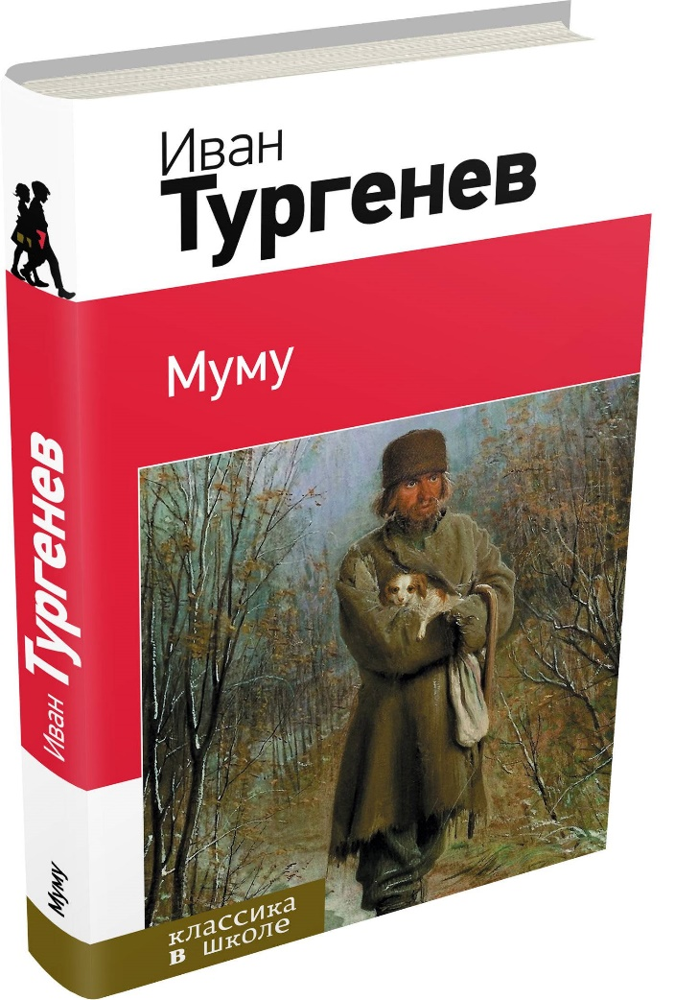 Иван
Тургенев
Муму
классика
в школе
Иван Тургенев
Муму